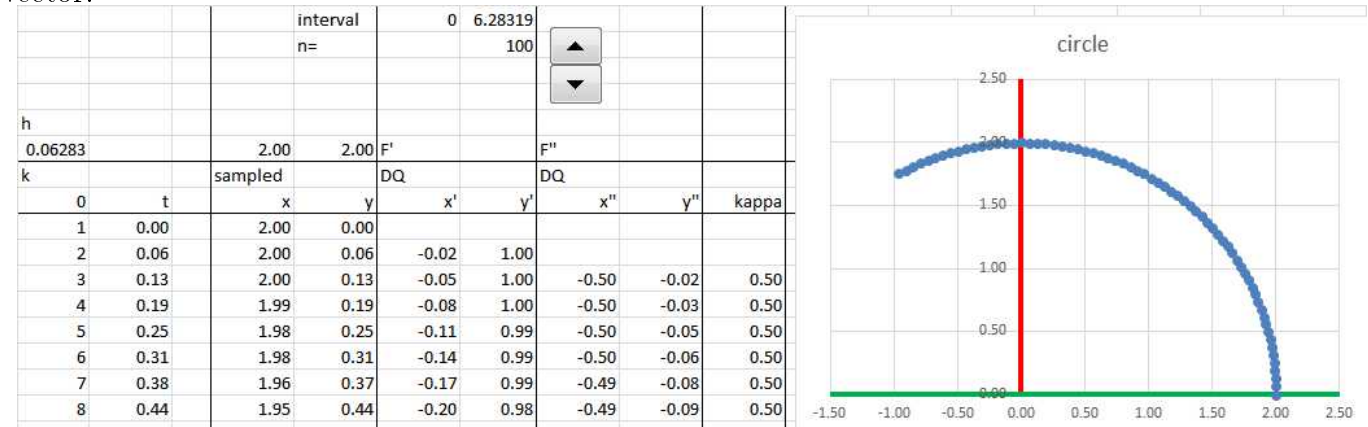 vector.
interval 0 6.28319
n= 100
h
0.06283 2.00 2.00 F' F"
k sampled DQ DQ
0 t x y x' y' x" y" kappa
1 0.00 2.00 0.00
2 0.06 2.00 0.06 -0.02 1.00
3 0.13 2.00 0.13 -0.05 1.00 -0.50 -0.02 0.50
4 0.19 1.99 0.19 -0.08 1.00 -0.50 -0.03 0.50
5 0.25 1.98 0.25 -0.11 0.99 -0.50 -0.05 0.50
6 0.31 1.98 0.31 -0.14 0.99 -0.50 -0.06 0.50
7 0.38 1.96 0.37 -0.17 0.99 -0.49 -0.08 0.50
8 0.44 1.95 0.44 -0.20 0.98 -0.49 -0.09 0.50
circle
2.50
2.00
1.50
1.00
0.50
0.00
-1.50 -1.00 -0.50 0.00 0.50 1.00 1.50 2.00 2.50